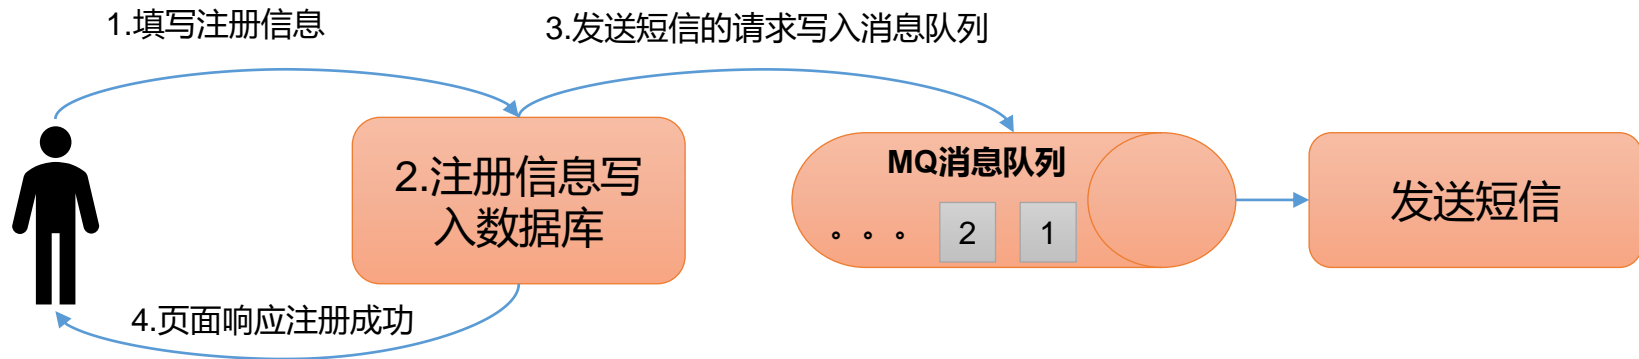 1.填写注册信息
3.发送短信的请求写入消息队列
2.注册信息写
入数据库
MQ消息队列
。。。 2 1
发送短信
4.页面响应注册成功